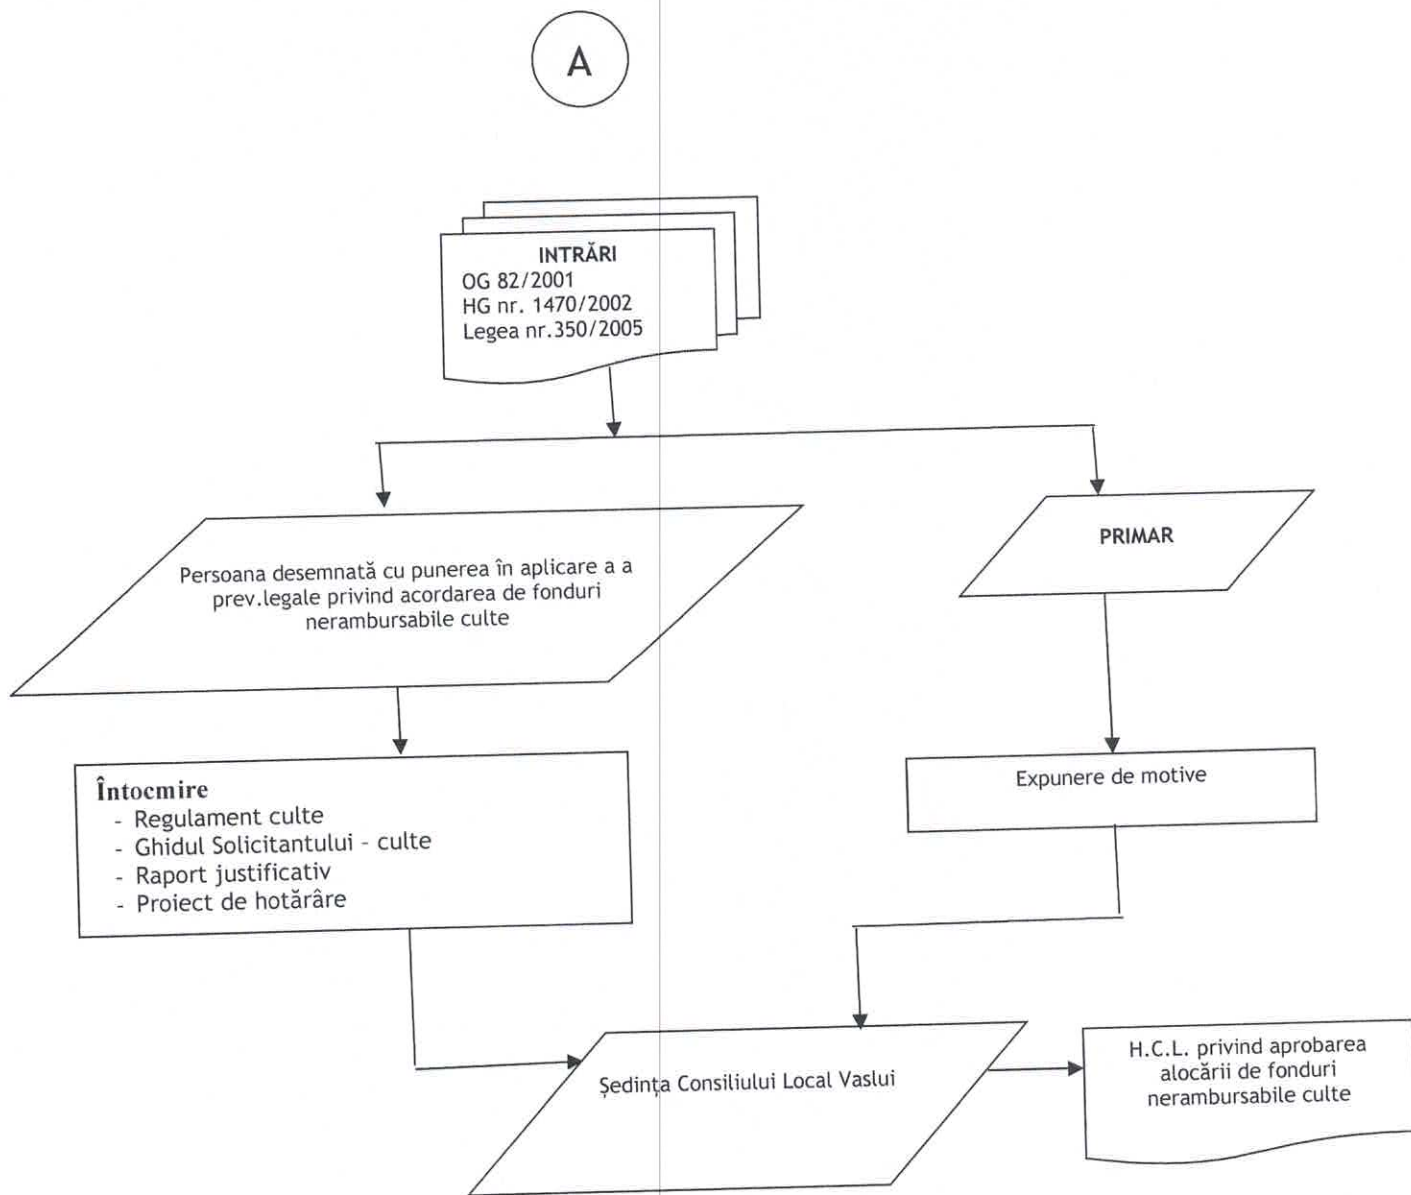 A
INTRĂRI
OG 82/2001
HG nr. 1470/2002
Legea nr.350/2005
Persoana desemnată cu punerea în aplicare a a
prev.legale privind acordarea de fonduri
nerambursabile culte
PRIMAR
Întocmire
- Regulament culte
- Ghidul Solicitantului - culte
- Raport justificativ
- Proiect de hotărâre
Expunere de motive
Ședința Consiliului Local Vaslui
H.C.L. privind aprobarea
alocării de fonduri
nerambursabile culte